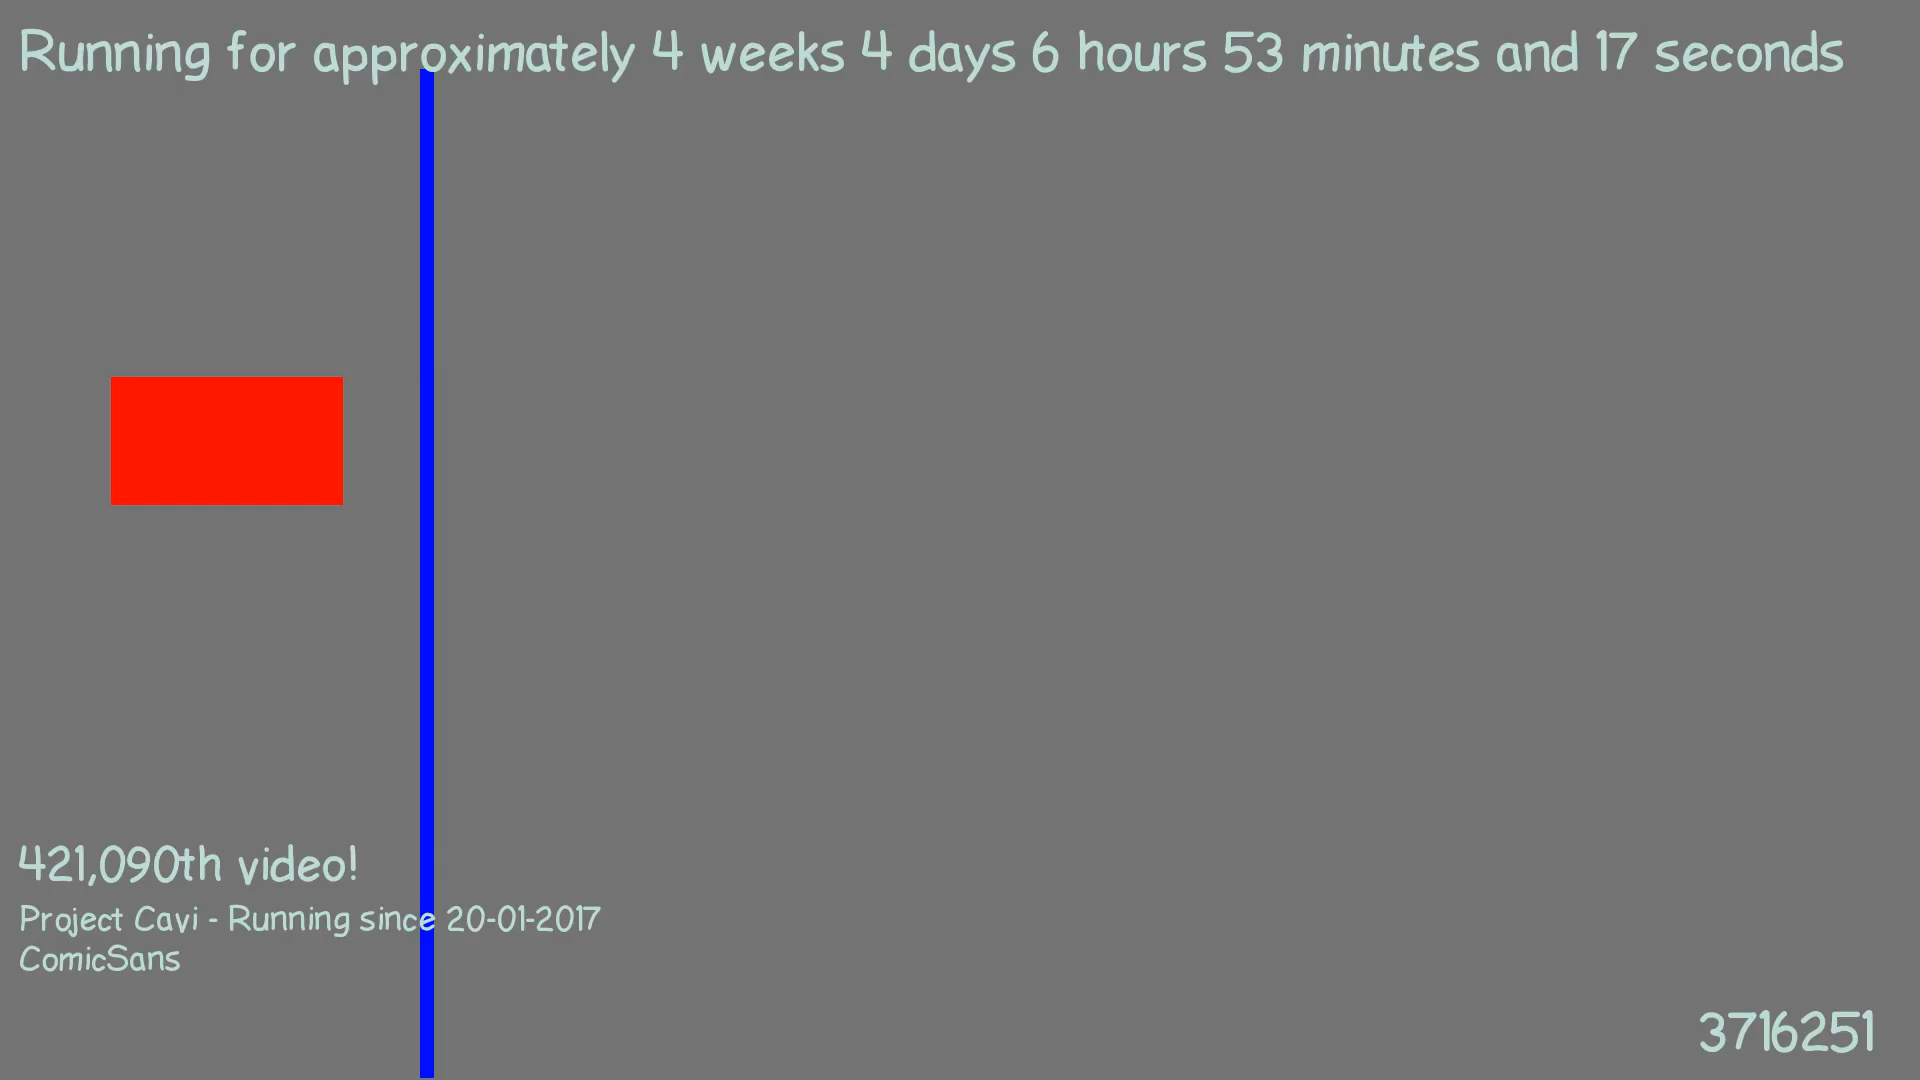 Running for approximately 4 weeks 4 days 6 hours 53 minutes and 17 seconds
421,090th video!
Project Cavi - Running since 20-01-2017
ComicSans
3716251